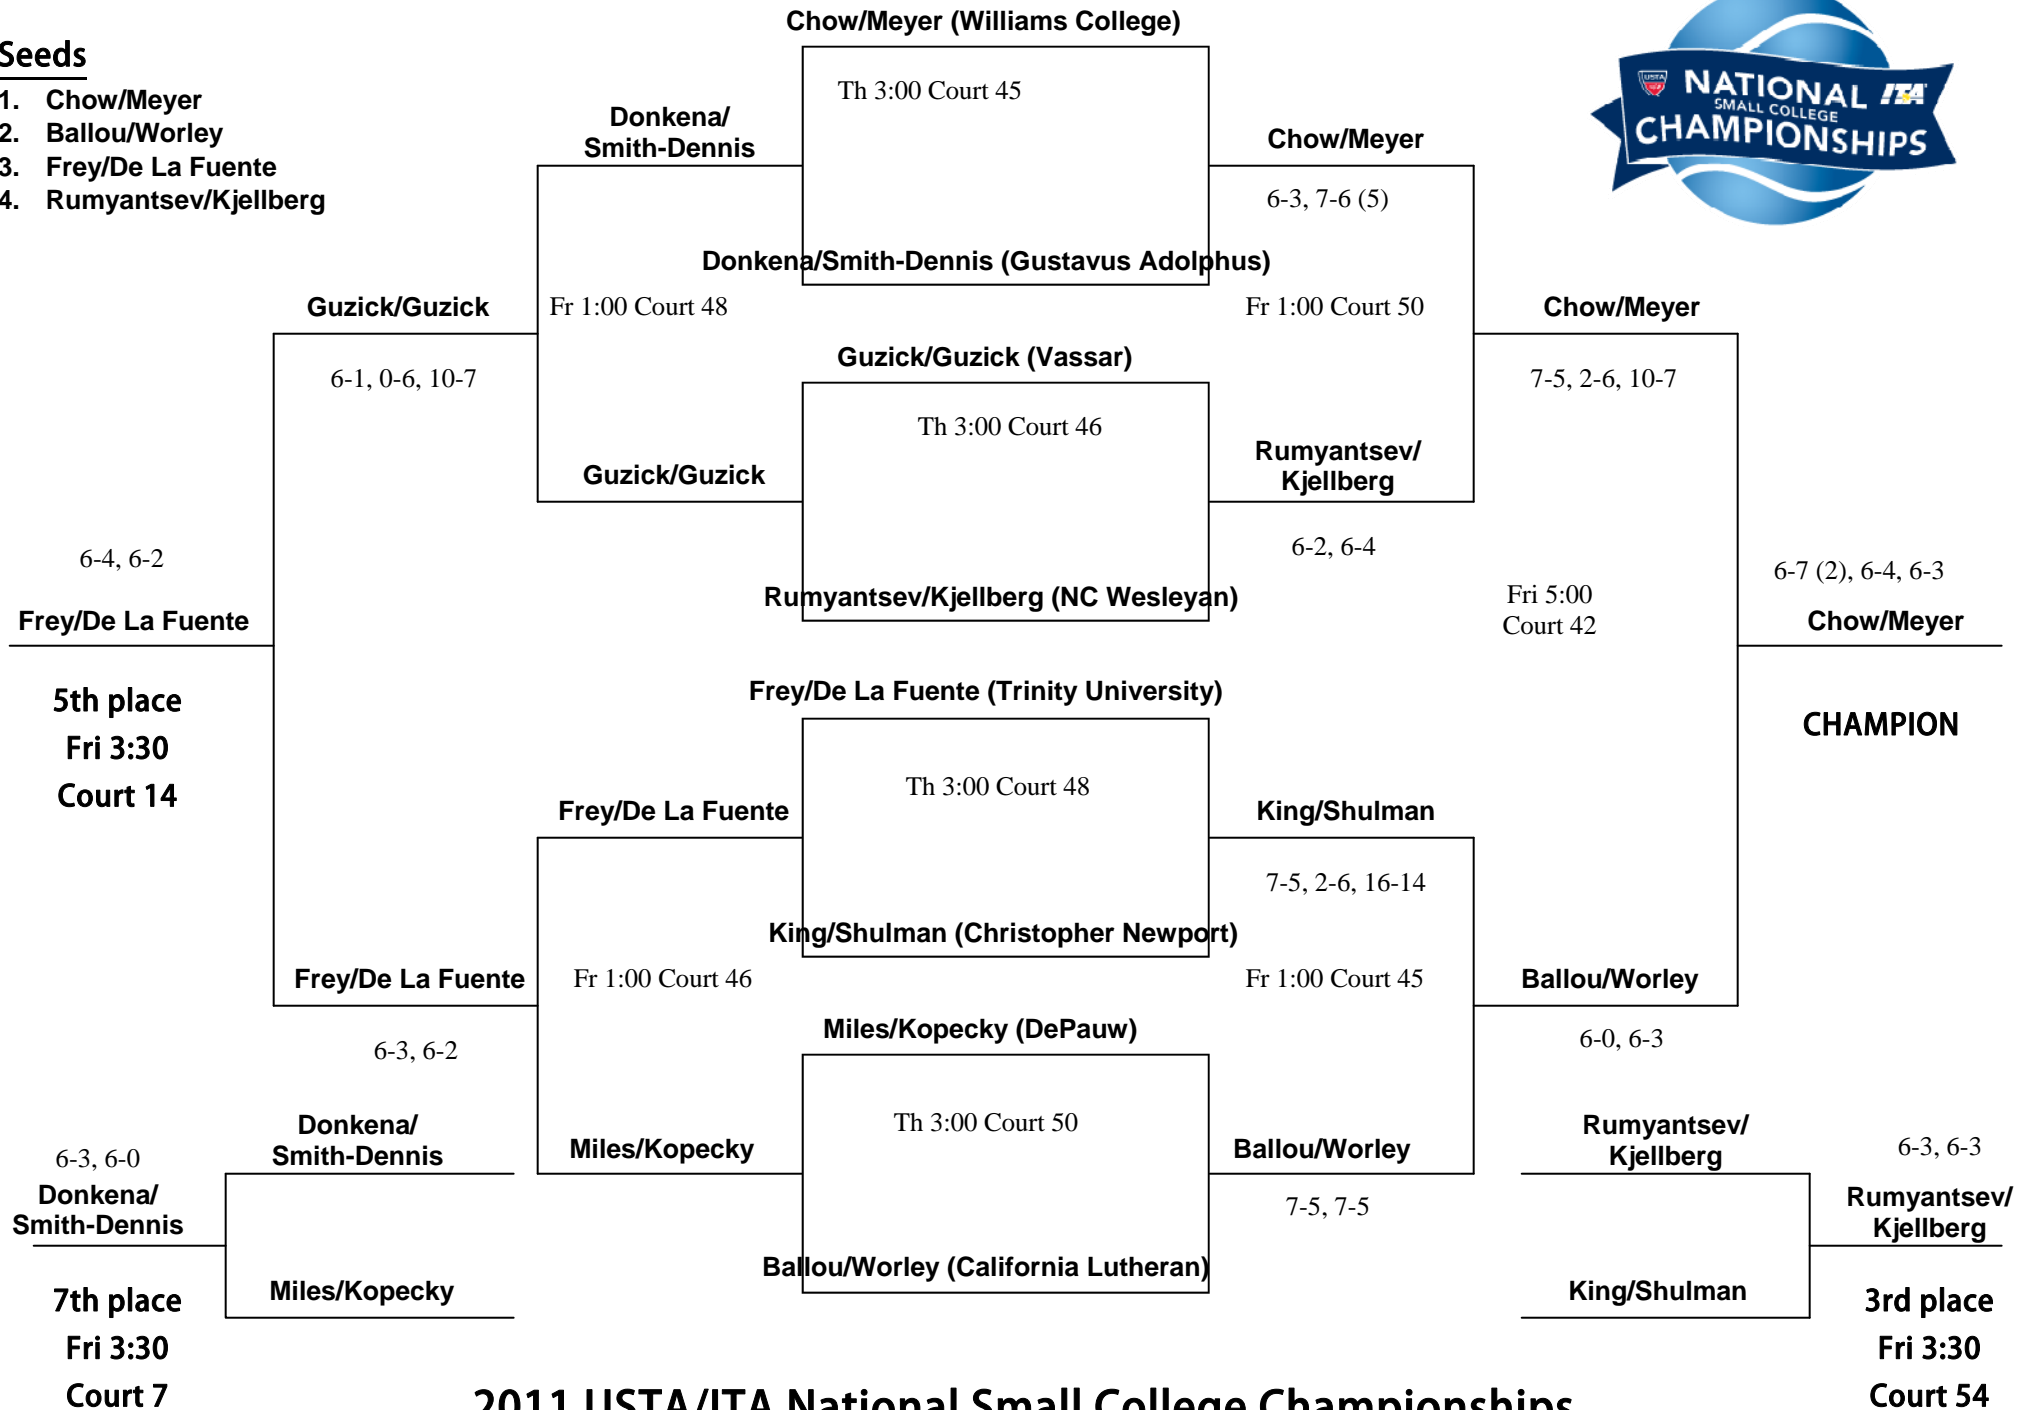 Seeds
1. Chow/Meyer
2. Ballou/Worley
3. Frey/De La Fuente
4. Rumyantsev/Kjellberg
USTA
NATIONAL ITA
SMALL COLLEGE
CHAMPIONSHIPS
Chow/Meyer (Williams College)
Th 3:00 Court 45
Donkena/
Smith-Dennis
Chow/Meyer
6-3, 7-6 (5)
Donkena/Smith-Dennis (Gustavus Adolphus)
Guzick/Guzick
Fr 1:00 Court 48
Fr 1:00 Court 50
Chow/Meyer
Guzick/Guzick (Vassar)
6-1, 0-6, 10-7
7-5, 2-6, 10-7
Th 3:00 Court 46
Guzick/Guzick
Rumyantsev/
Kjellberg
6-2, 6-4
6-4, 6-2
Frey/De La Fuente
Rumyantsev/Kjellberg (NC Wesleyan)
Fri 5:00
Court 42
6-7 (2), 6-4, 6-3
Chow/Meyer
5th place
Fri 3:30
Court 14
Frey/De La Fuente (Trinity University)
CHAMPION
Th 3:00 Court 48
Frey/De La Fuente
King/Shulman
7-5, 2-6, 16-14
King/Shulman (Christopher Newport)
Frey/De La Fuente
Fr 1:00 Court 46
Fr 1:00 Court 45
Ballou/Worley
Miles/Kopecky (DePauw)
6-3, 6-2
6-0, 6-3
Th 3:00 Court 50
Miles/Kopecky
Ballou/Worley
7-5, 7-5
Ballou/Worley (California Lutheran)
Donkena/
Smith-Dennis
6-3, 6-0
Donkena/
Smith-Dennis
Miles/Kopecky
7th place
Fri 3:30
Court 7
Rumyantsev/
Kjellberg
6-3, 6-3
Rumyantsev/
Kjellberg
King/Shulman
3rd place
Fri 3:30
Court 54
2011 USTA/ITA National Small College Championships